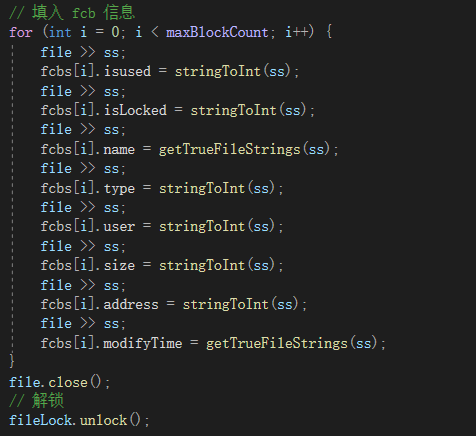 // 填入 fcb 信息
for (int i = 0; i < maxBlockCount; i++) {
file >> ss;
fcbs[i].isused = stringToInt(ss);
file >> ss;
fcbs[i].isLocked = stringToInt(ss);
file >> ss;
fcbs[i].name = getTrueFileStrings(ss);
file >> ss;
fcbs[i].type = stringToInt(ss);
file >> ss;
fcbs[i].user = stringToInt(ss);
file >> ss;
fcbs[i].size = stringToInt(ss);
file >> ss;
fcbs[i].address = stringToInt(ss);
file >> ss;
fcbs[i].modifyTime = getTrueFileStrings(ss);
}
file.close();
// 解锁
fileLock.unlock();